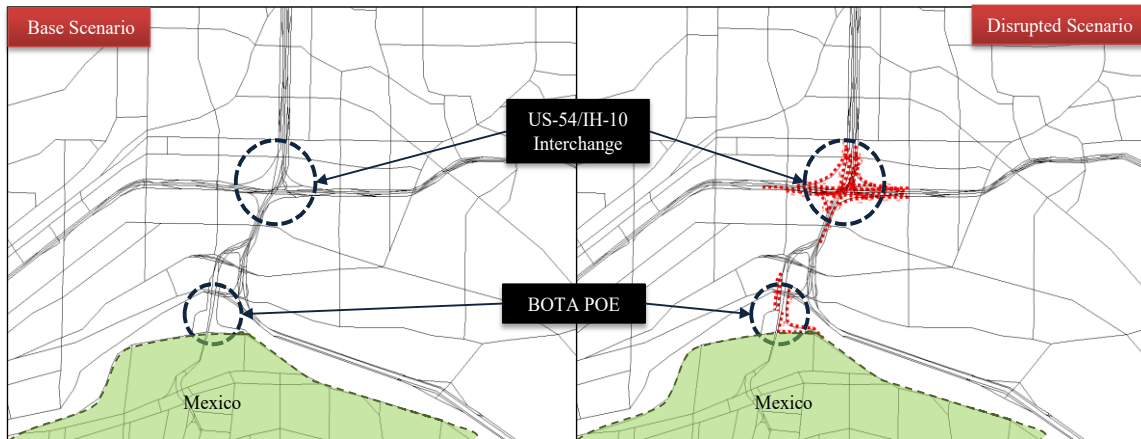 Base Scenario
Disrupted Scenario
US-54/IH-10
Interchange
BOTA POE
Mexico
Mexico